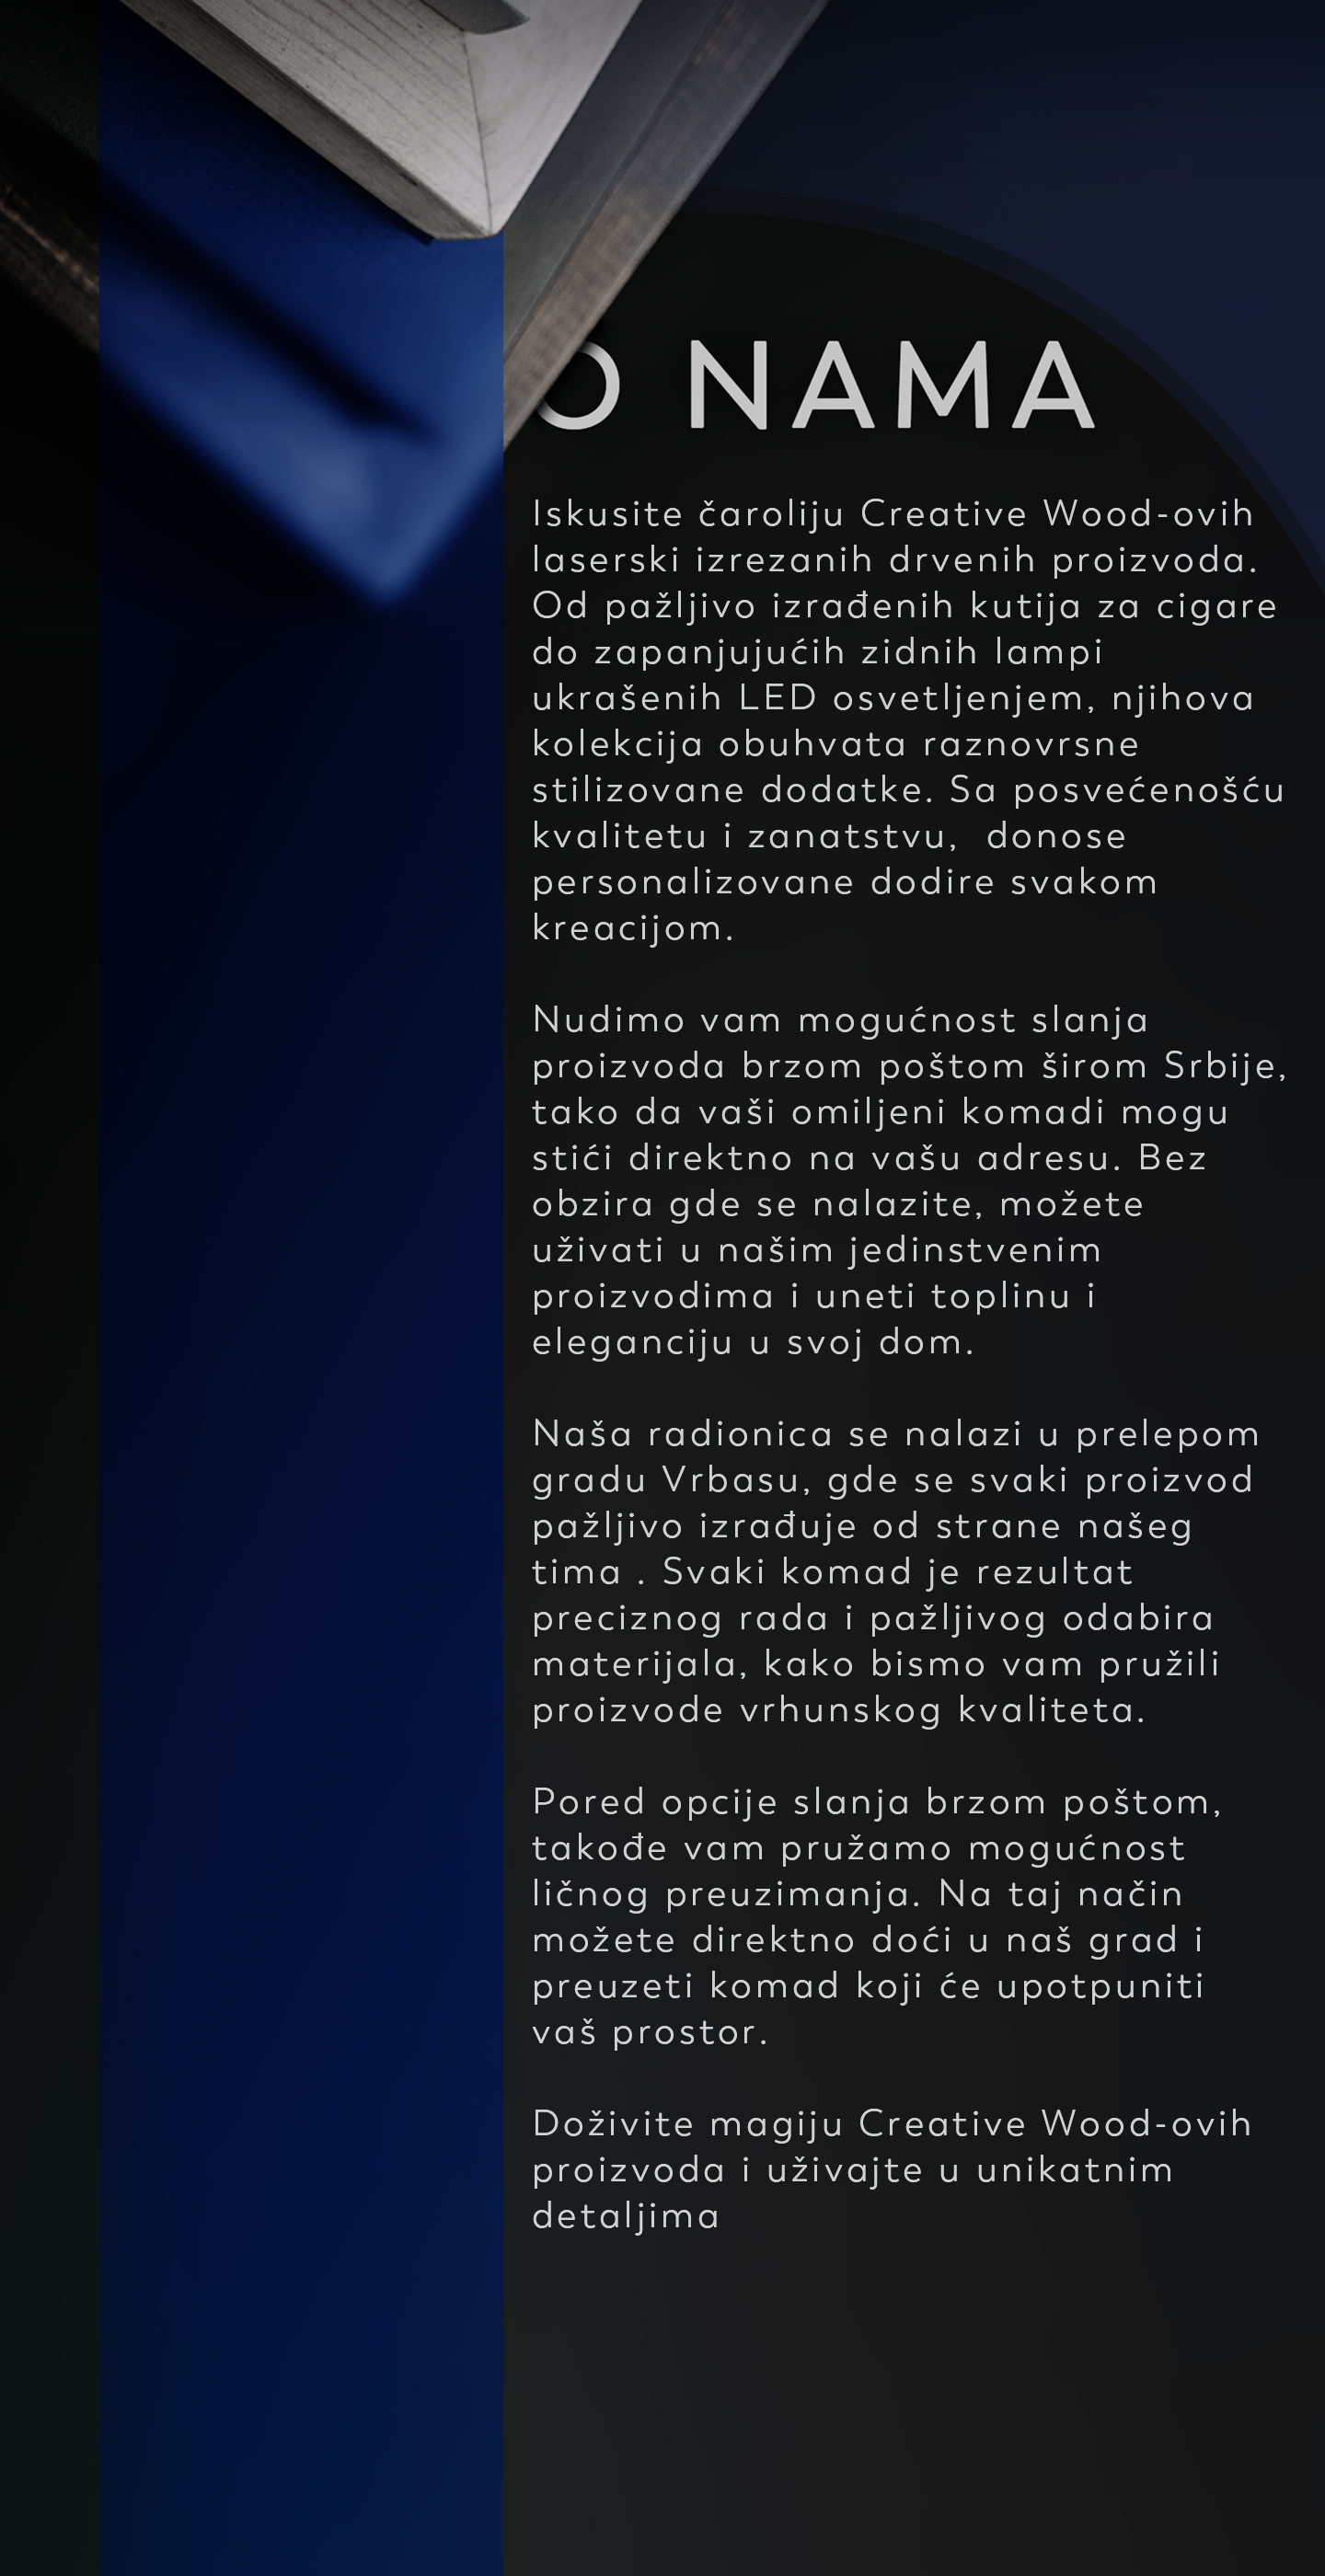 O NAMA
Iskusite čaroliju Creative Wood-ovih
laserski izrezanih drvenih proizvoda.
Od pažljivo izrađenih kutija za cigare
do zapanjujućih zidnih lampi
ukrašenih LED osvetljenjem, njihova
kolekcija obuhvata raznovrsne
stilizovane dodatke. Sa posvećenošću
kvalitetu i zanatstvu,  donose
personalizovane dodire svakom
kreacijom.
Nudimo vam mogućnost slanja
proizvoda brzom poštom širom Srbije,
tako da vaši omiljeni komadi mogu
stići direktno na vašu adresu. Bez
obzira gde se nalazite, možete
uživati u našim jedinstvenim
proizvodima i uneti toplinu i
eleganciju u svoj dom.
Naša radionica se nalazi u prelepom
gradu Vrbasu, gde se svaki proizvod
pažljivo izrađuje od strane našeg
tima . Svaki komad je rezultat
preciznog rada i pažljivog odabira
materijala, kako bismo vam pružili
proizvode vrhunskog kvaliteta.
Pored opcije slanja brzom poštom,
takođe vam pružamo mogućnost
ličnog preuzimanja. Na taj način
možete direktno doći u naš grad i
preuzeti komad koji će upotpuniti
vaš prostor.
Doživite magiju Creative Wood-ovih
proizvoda i uživajte u unikatnim
detaljima